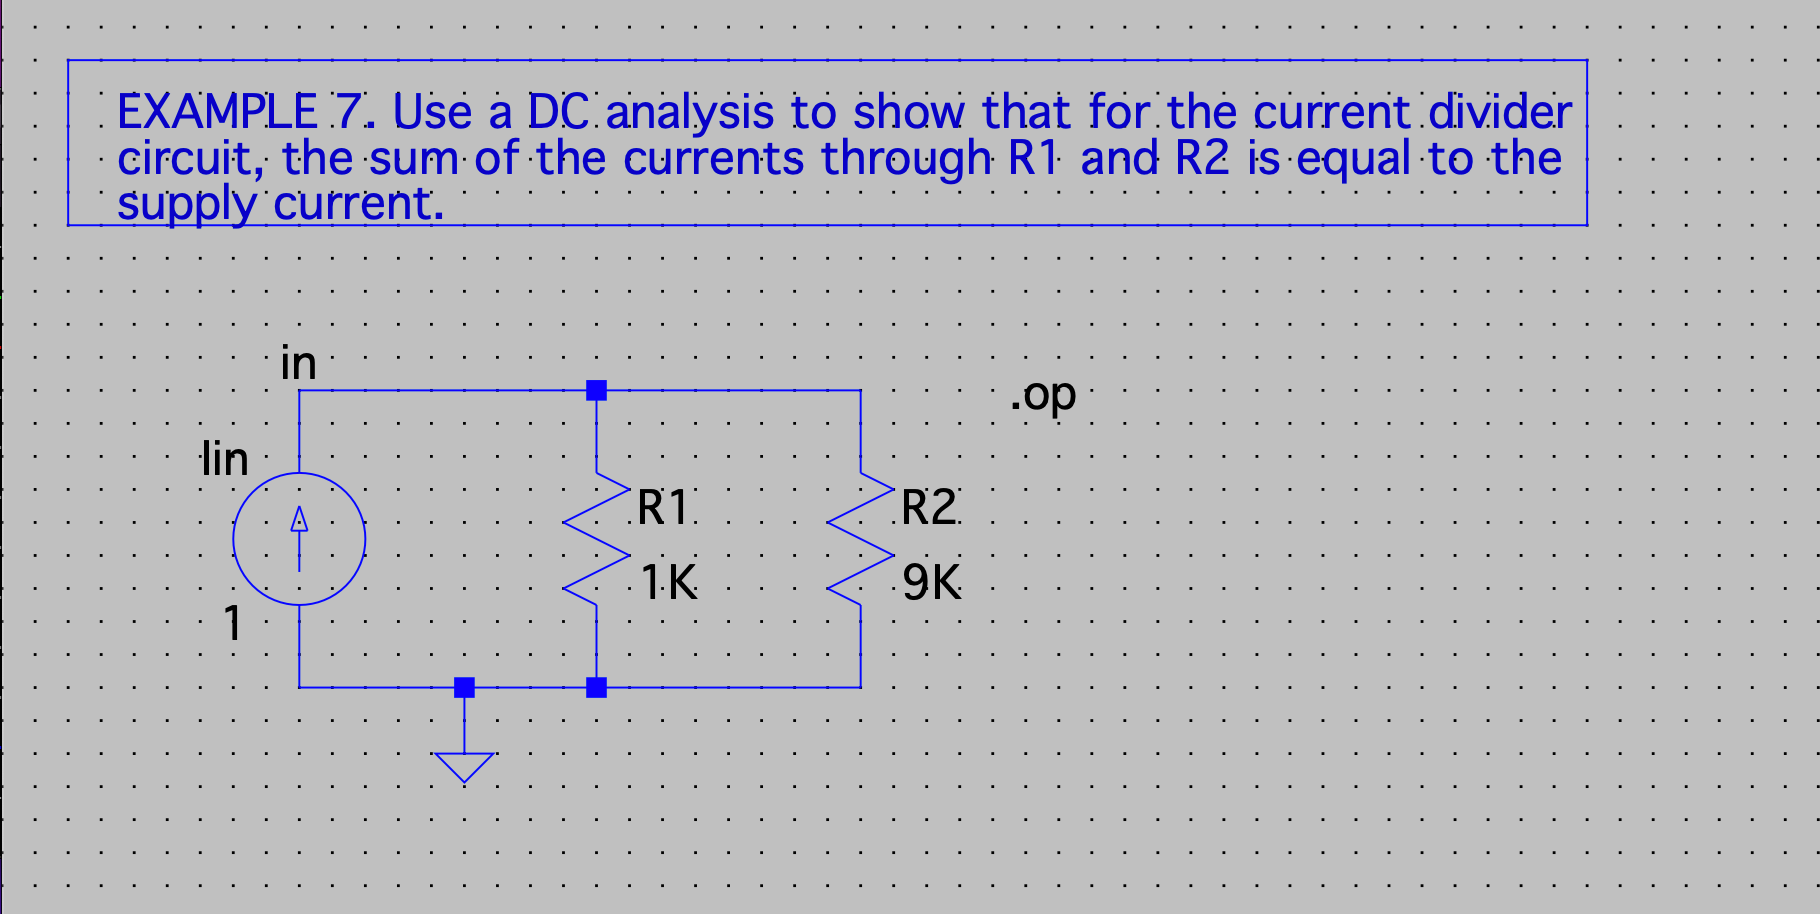 EXAMPLE 7. Use a DC analysis to show that for the current divider
circuit, the sum of the currents through R1 and R2 is equal to the
supply current.
in
.op
Iin
R1
R2
1K
9K
1